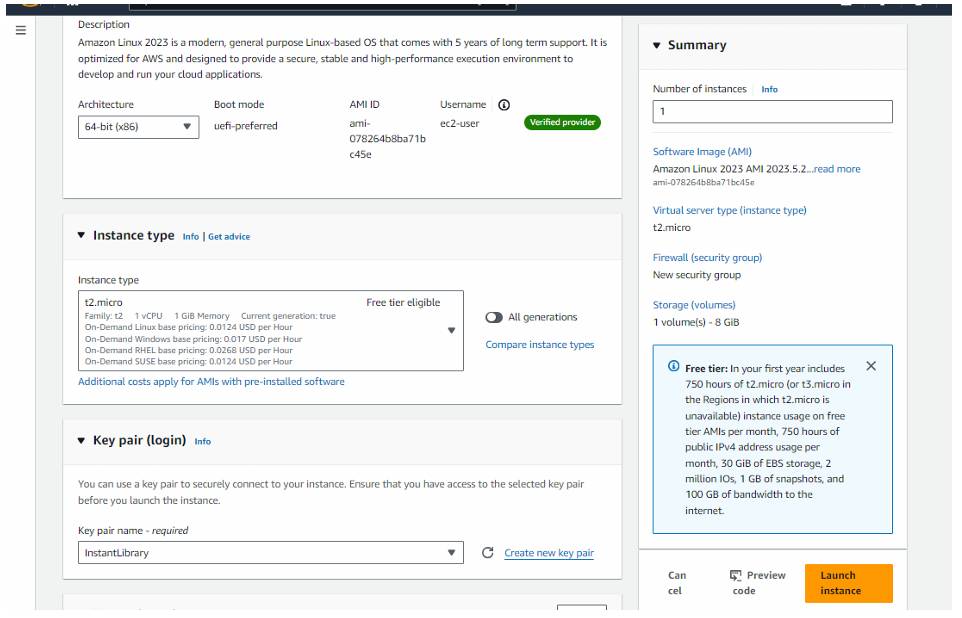 Description
Amazon Linux 2023 is a modern, general purpose Linux-based OS that comes with 5 years of long term support. It is
optimized for AWS and designed to provide a secure, stable and high-performance execution environment to
develop and run your cloud applications.
Architecture
Boot mode
AMI ID
Username
64-bit (x86)
uefi-preferred
ami-
078264b8ba71b
c45e
ec2-user
Verified provider
Instance type Info | Get advice
Instance type
t2.micro
Free tier eligible
Family: t2 1 vCPU 1 GiB Memory Current generation: true
On-Demand Linux base pricing: 0.0124 USD per Hour
On-Demand Windows base pricing: 0.017 USD per Hour
On-Demand RHEL base pricing: 0.0268 USD per Hour
On-Demand SUSE base pricing: 0.0124 USD per Hour
All generations
Compare instance types
Additional costs apply for AMIs with pre-installed software
Key pair (login) Info
You can use a key pair to securely connect to your instance. Ensure that you have access to the selected key pair
before you launch the instance.
Key pair name - required
InstantLibrary
Create new key pair
Summary
Number of instances Info
1
Software Image (AMI)
Amazon Linux 2023 AMI 2023.5.2...read more
ami-078264b8ba71bc45e
Virtual server type (instance type)
t2.micro
Firewall (security group)
New security group
Storage (volumes)
1 volume(s) - 8 GiB
Free tier: In your first year includes
750 hours of t2.micro (or t3.micro in
the Regions in which t2.micro is
unavailable) instance usage on free
tier AMIs per month, 750 hours of
public IPv4 address usage per
month, 30 GiB of EBS storage, 2
million IOs, 1 GB of snapshots, and
100 GB of bandwidth to the
internet.
Can
cel
Preview
code
Launch
instance